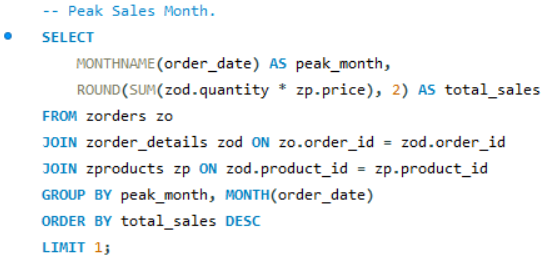 -- Peak Sales Month.
SELECT
MONTHNAME(order_date) AS peak_month,
ROUND(SUM(zod.quantity * zp.price), 2) AS total_sales
FROM zorders zo
JOIN zorder_details zod ON zo.order_id = zod.order_id
JOIN zproducts zp ON zod.product_id = zp.product_id
GROUP BY peak_month, MONTH(order_date)
ORDER BY total_sales DESC
LIMIT 1;